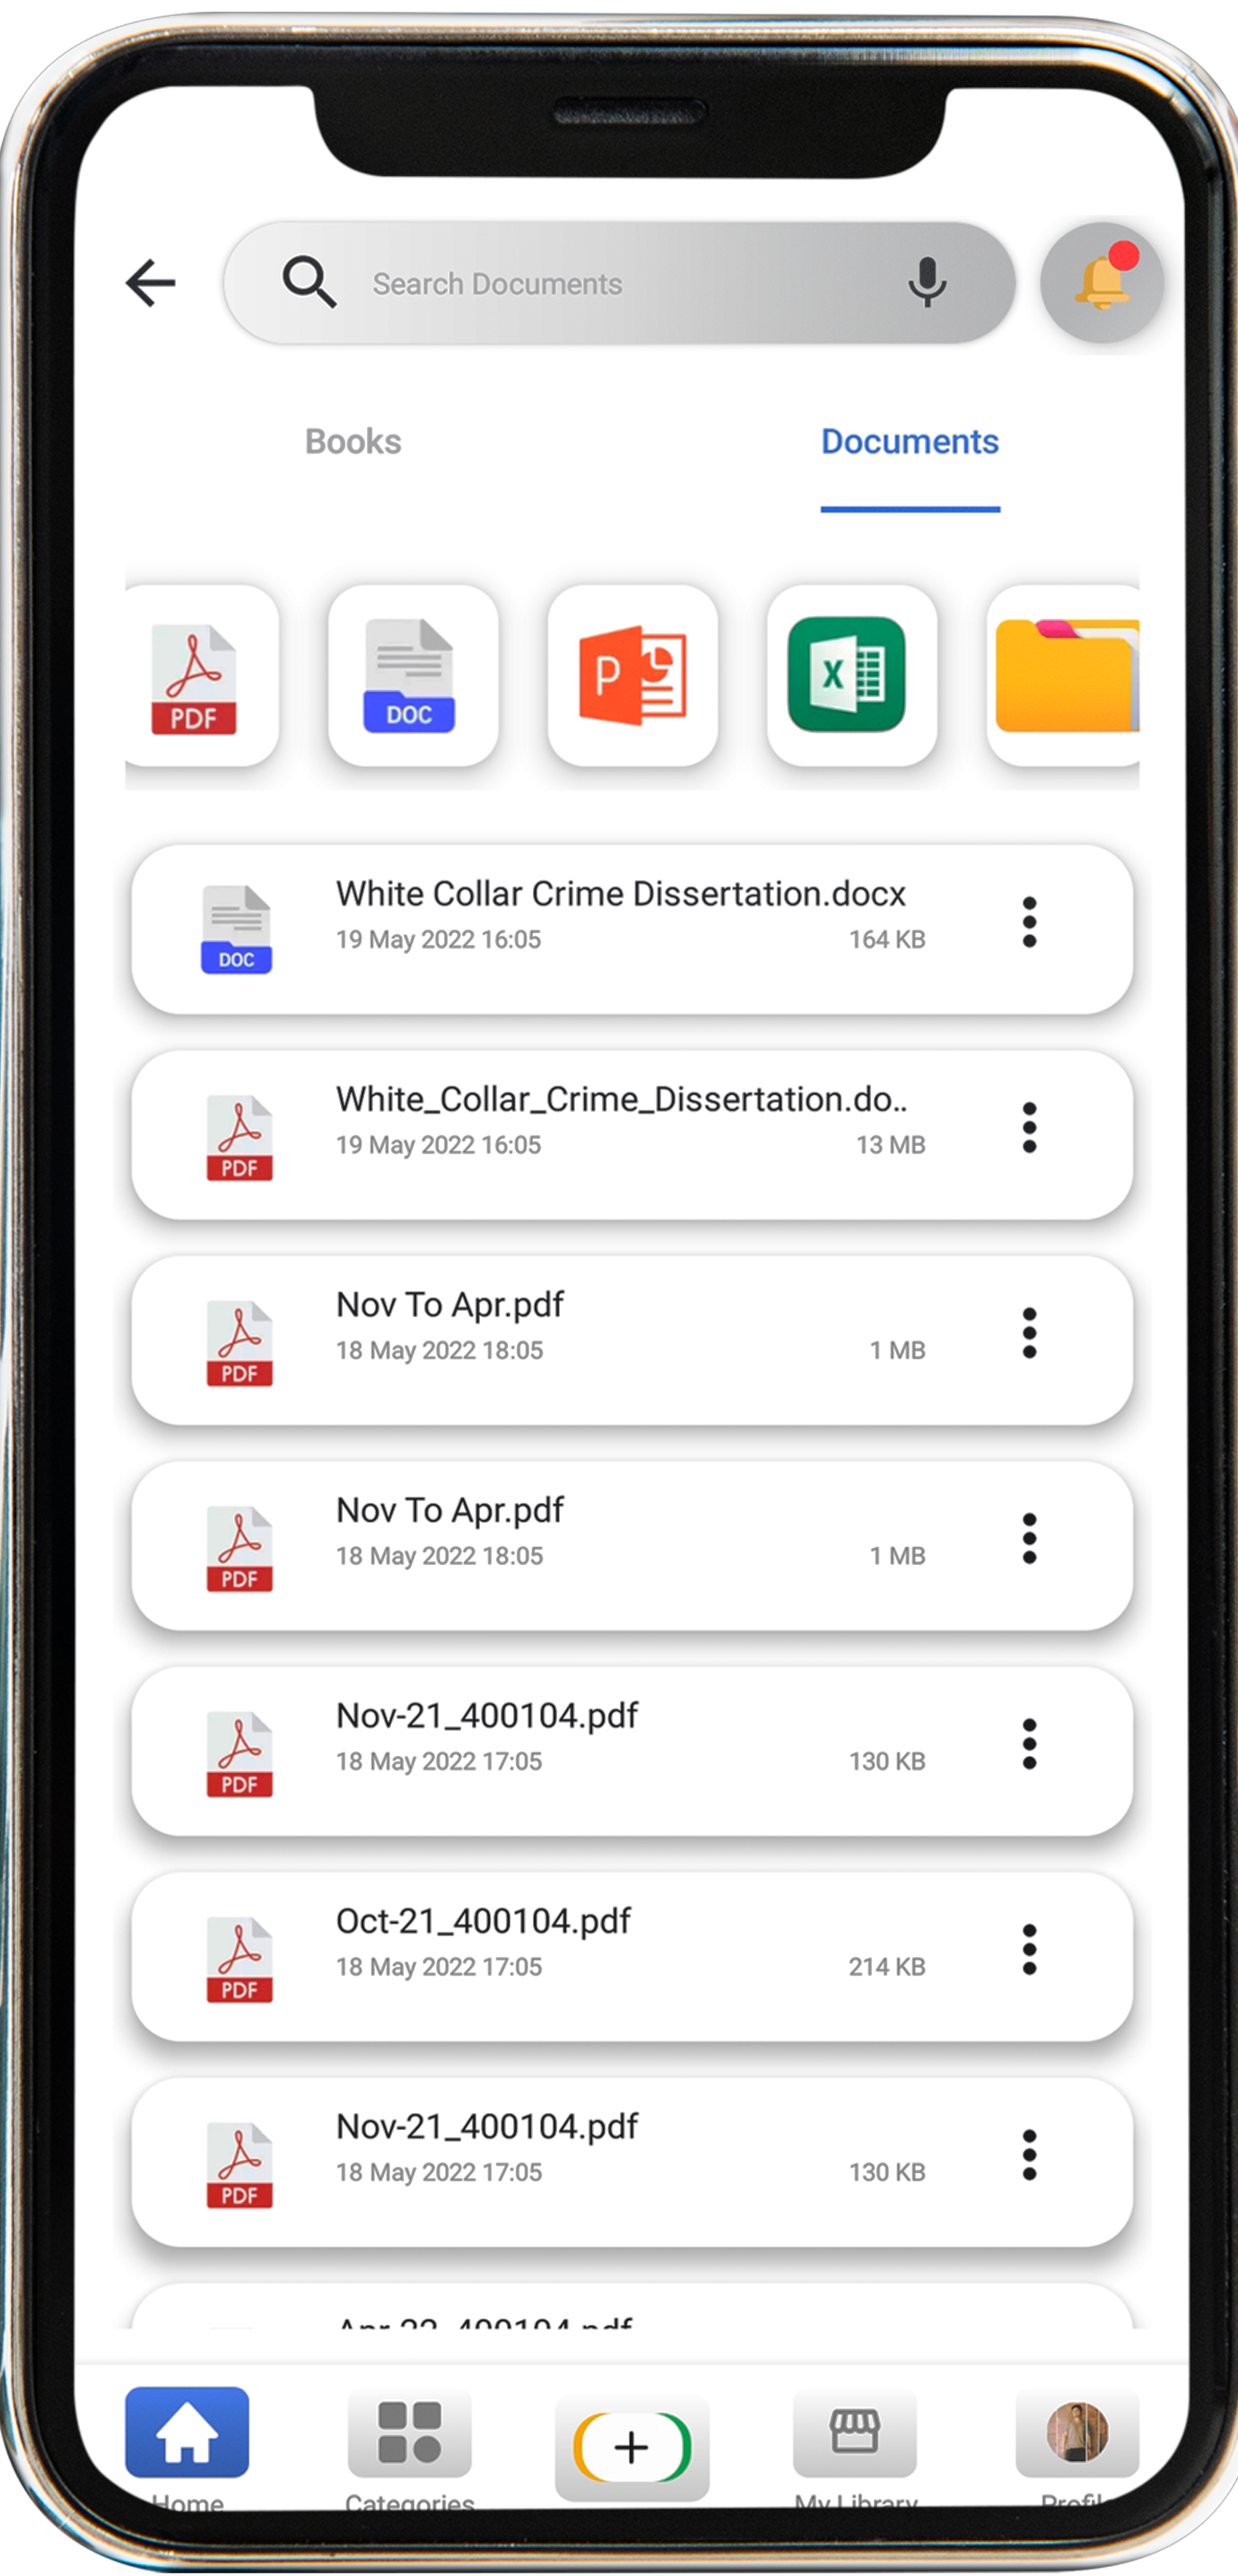 Search Documents
Books
Documents
PDF
DOC
P
X
White Collar Crime Dissertation.docx
19 May 2022 16:05
164 KB
DOC
White_Collar_Crime_Dissertation.do..
19 May 2022 16:05
13 MB
PDF
Nov To Apr.pdf
18 May 2022 18:05
1 MB
PDF
Nov To Apr.pdf
18 May 2022 18:05
1 MB
PDF
Nov-21_400104.pdf
18 May 2022 17:05
130 KB
PDF
Oct-21_400104.pdf
18 May 2022 17:05
214 KB
PDF
Nov-21_400104.pdf
18 May 2022 17:05
130 KB
PDF
Apr-22_400104.pdf
Home
Categories
My Library
Profile